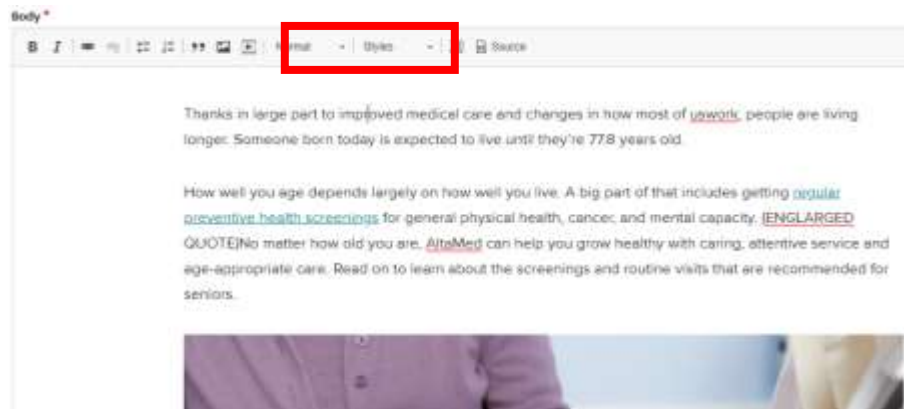 Body *
B I Normal Styles Source
Thanks in large part to improved medical care and changes in how most of uswork, people are living
longer. Someone born today is expected to live until they're 77.8 years old.
How well you age depends largely on how well you live. A big part of that includes getting regular
preventive health screenings for general physical health, cancer, and mental capacity. [ENGLARGED
QUOTE]No matter how old you are, AltaMed can help you grow healthy with caring, attentive service and
age-appropriate care. Read on to learn about the screenings and routine visits that are recommended for
seniors.